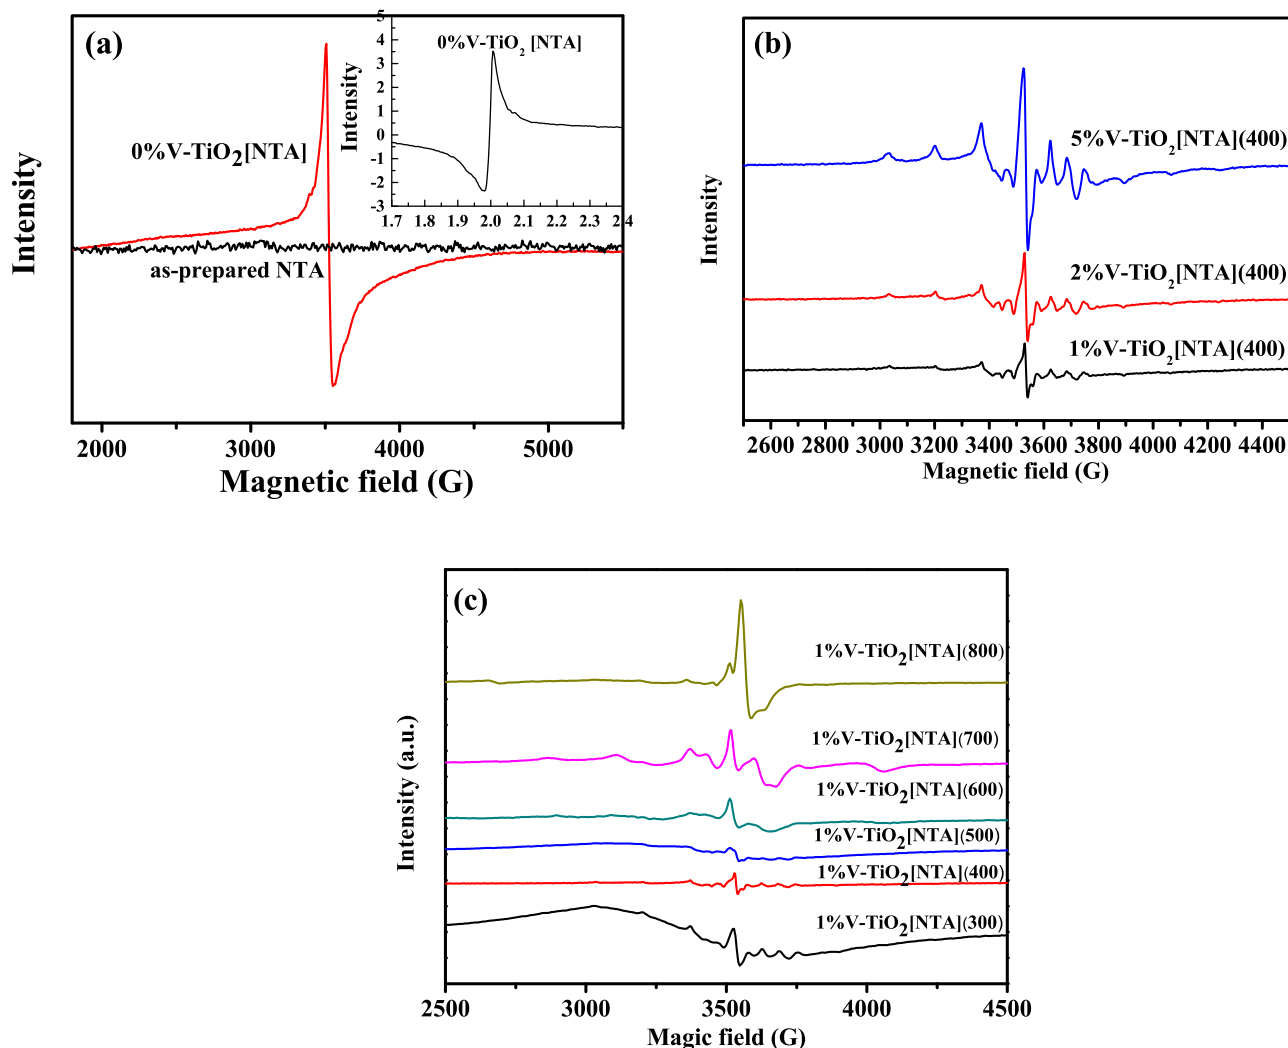 (a)
0%V-TiO2[NTA]
as-prepared NTA
Intensity
2000 3000 4000 5000
Magnetic field (G)
0%V-TiO2 [NTA]
Intensity
5
4
3
2
1
0
-1
-2
-3
1.7 1.8 1.9 2.0 2.1 2.2 2.3 2.4
(b)
5%V-TiO2[NTA](400)
2%V-TiO2[NTA](400)
1%V-TiO2[NTA](400)
Intensity
2600 2800 3000 3200 3400 3600 3800 4000 4200 4400
Magnetic field (G)
(c)
1%V-TiO2[NTA](800)
1%V-TiO2[NTA](700)
1%V-TiO2[NTA](600)
1%V-TiO2[NTA](500)
1%V-TiO2[NTA](400)
1%V-TiO2[NTA](300)
Intensity (a.u.)
2500 3000 3500 4000 4500
Magic field (G)